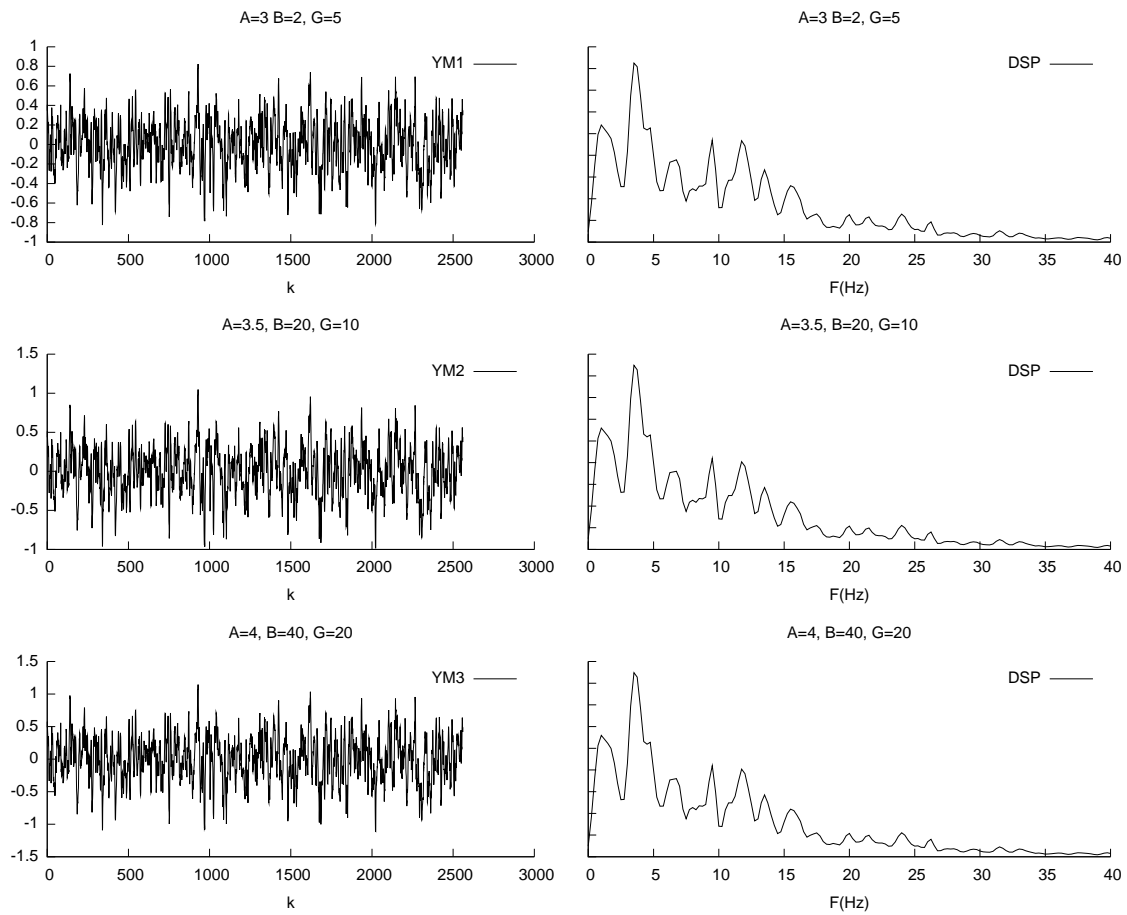 A=3 B=2, G=5
YM1
1
0.8
0.6
0.4
0.2
0
-0.2
-0.4
-0.6
-0.8
-1
0 500 1000 1500 2000 2500 3000
k
A=3 B=2, G=5
DSP
0 5 10 15 20 25 30 35 40
F(Hz)
A=3.5, B=20, G=10
YM2
1.5
1
0.5
0
-0.5
-1
0 500 1000 1500 2000 2500 3000
k
A=3.5, B=20, G=10
DSP
0 5 10 15 20 25 30 35 40
F(Hz)
A=4, B=40, G=20
YM3
1.5
1
0.5
0
-0.5
-1
-1.5
0 500 1000 1500 2000 2500 3000
k
A=4, B=40, G=20
DSP
0 5 10 15 20 25 30 35 40
F(Hz)